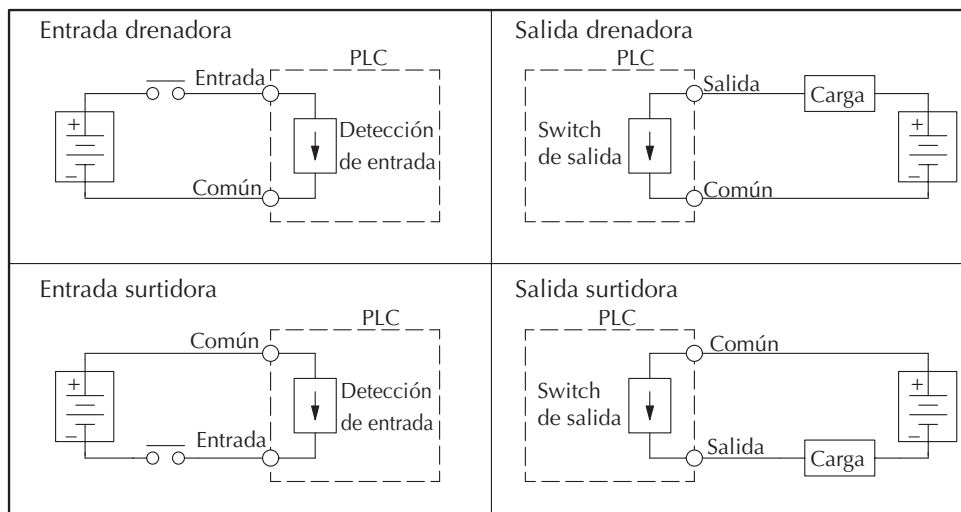 Entrada drenadora
PLC
Entrada
+
Detección
de entrada
–
Común
Salida drenadora
PLC
Salida
Carga
Switch
de salida
+
–
Común
Entrada surtidora
PLC
Común
+
Detección
de entrada
–
Entrada
Salida surtidora
PLC
Común
Switch
de salida
+
–
Salida
Carga